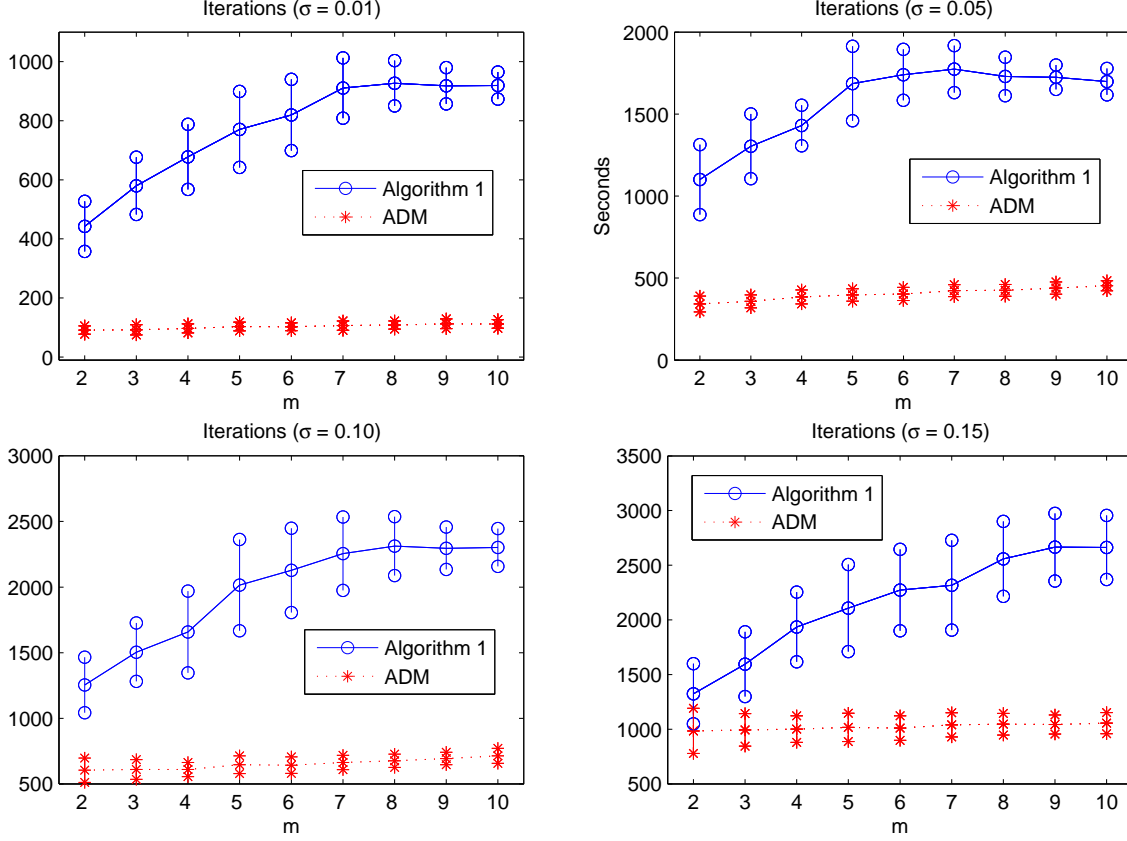 Iterations (σ = 0.01)
1000
800
600
400
200
0
Algorithm 1
ADM
2 3 4 5 6 7 8 9 10
m
Iterations (σ = 0.05)
Seconds
2000
1500
1000
500
0
Algorithm 1
ADM
2 3 4 5 6 7 8 9 10
m
Iterations (σ = 0.10)
3000
2500
2000
1500
1000
500
Algorithm 1
ADM
2 3 4 5 6 7 8 9 10
m
Iterations (σ = 0.15)
3500
3000
2500
2000
1500
1000
500
Algorithm 1
ADM
2 3 4 5 6 7 8 9 10
m